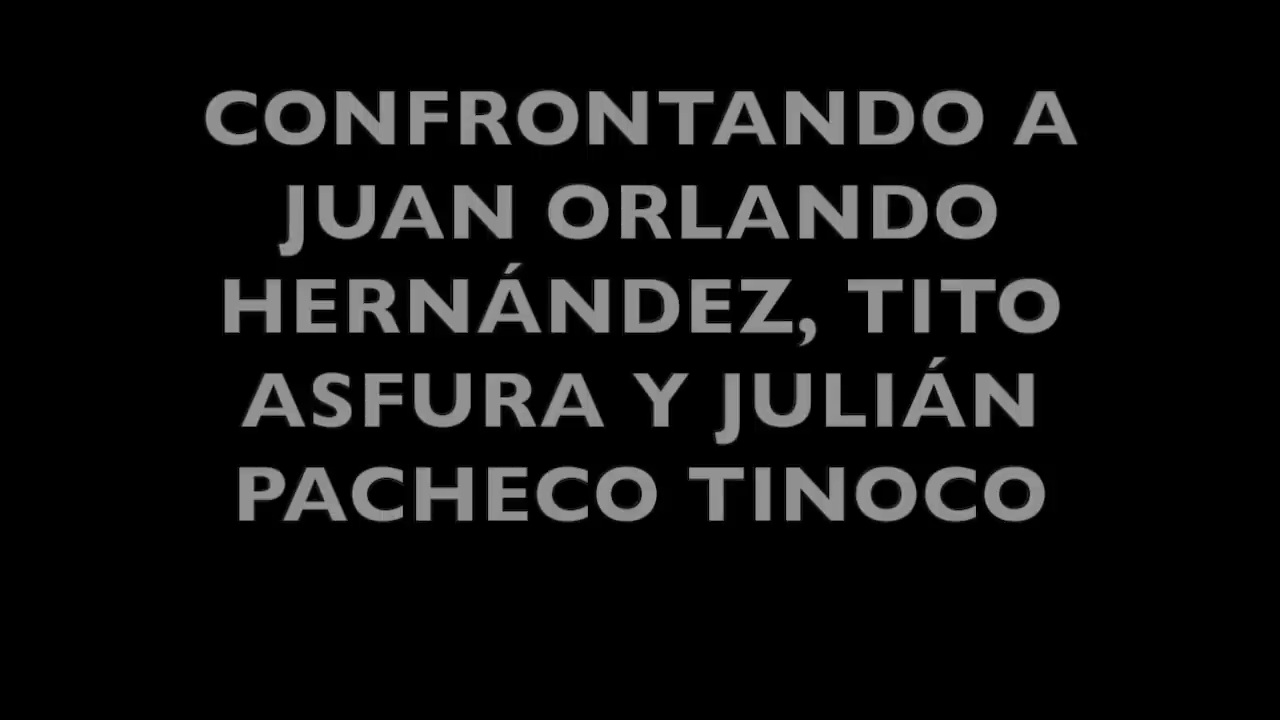 CONFRONTANDO A
JUAN ORLANDO
HERNÁNDEZ, TITO
ASFURA Y JULIÁN
PACHECO TINOCO